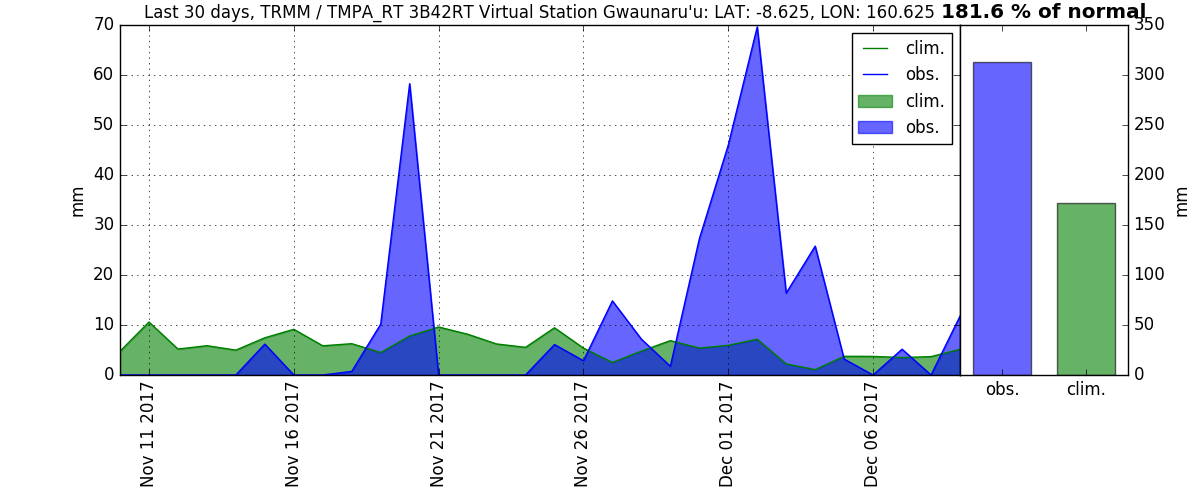 Last 30 days, TRMM / TMPA_RT 3B42RT Virtual Station Gwaunaru'u: LAT: -8.625, LON: 160.625 181.6 % of normal
70
60
50
40
30
20
10
0
mm
clim.
obs.
clim.
obs.
Nov 11 2017
Nov 16 2017
Nov 21 2017
Nov 26 2017
Dec 01 2017
Dec 06 2017
350
300
250
200
150
100
50
0
mm
obs. clim.